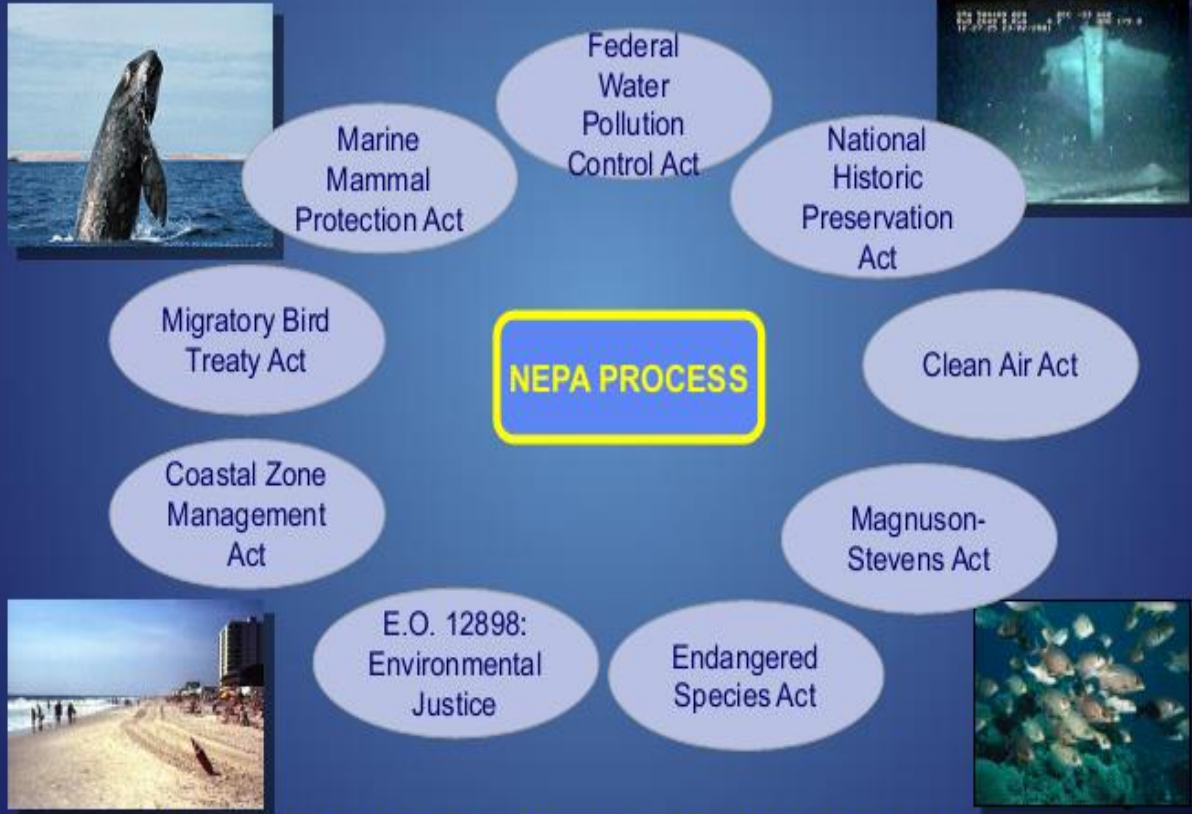 Federal
Water
Pollution
Control Act
National
Historic
Preservation
Act
Clean Air Act
Magnuson-
Stevens Act
Endangered
Species Act
E.O. 12898:
Environmental
Justice
Coastal Zone
Management
Act
Migratory Bird
Treaty Act
Marine
Mammal
Protection Act
NEPA PROCESS